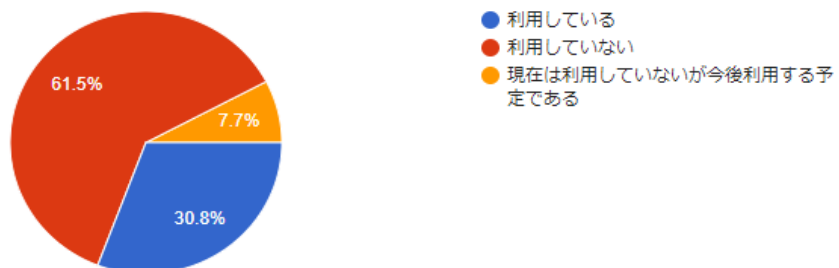 利用している
利用していない
現在は利用していないが今後利用する予
定である
61.5%
7.7%
30.8%